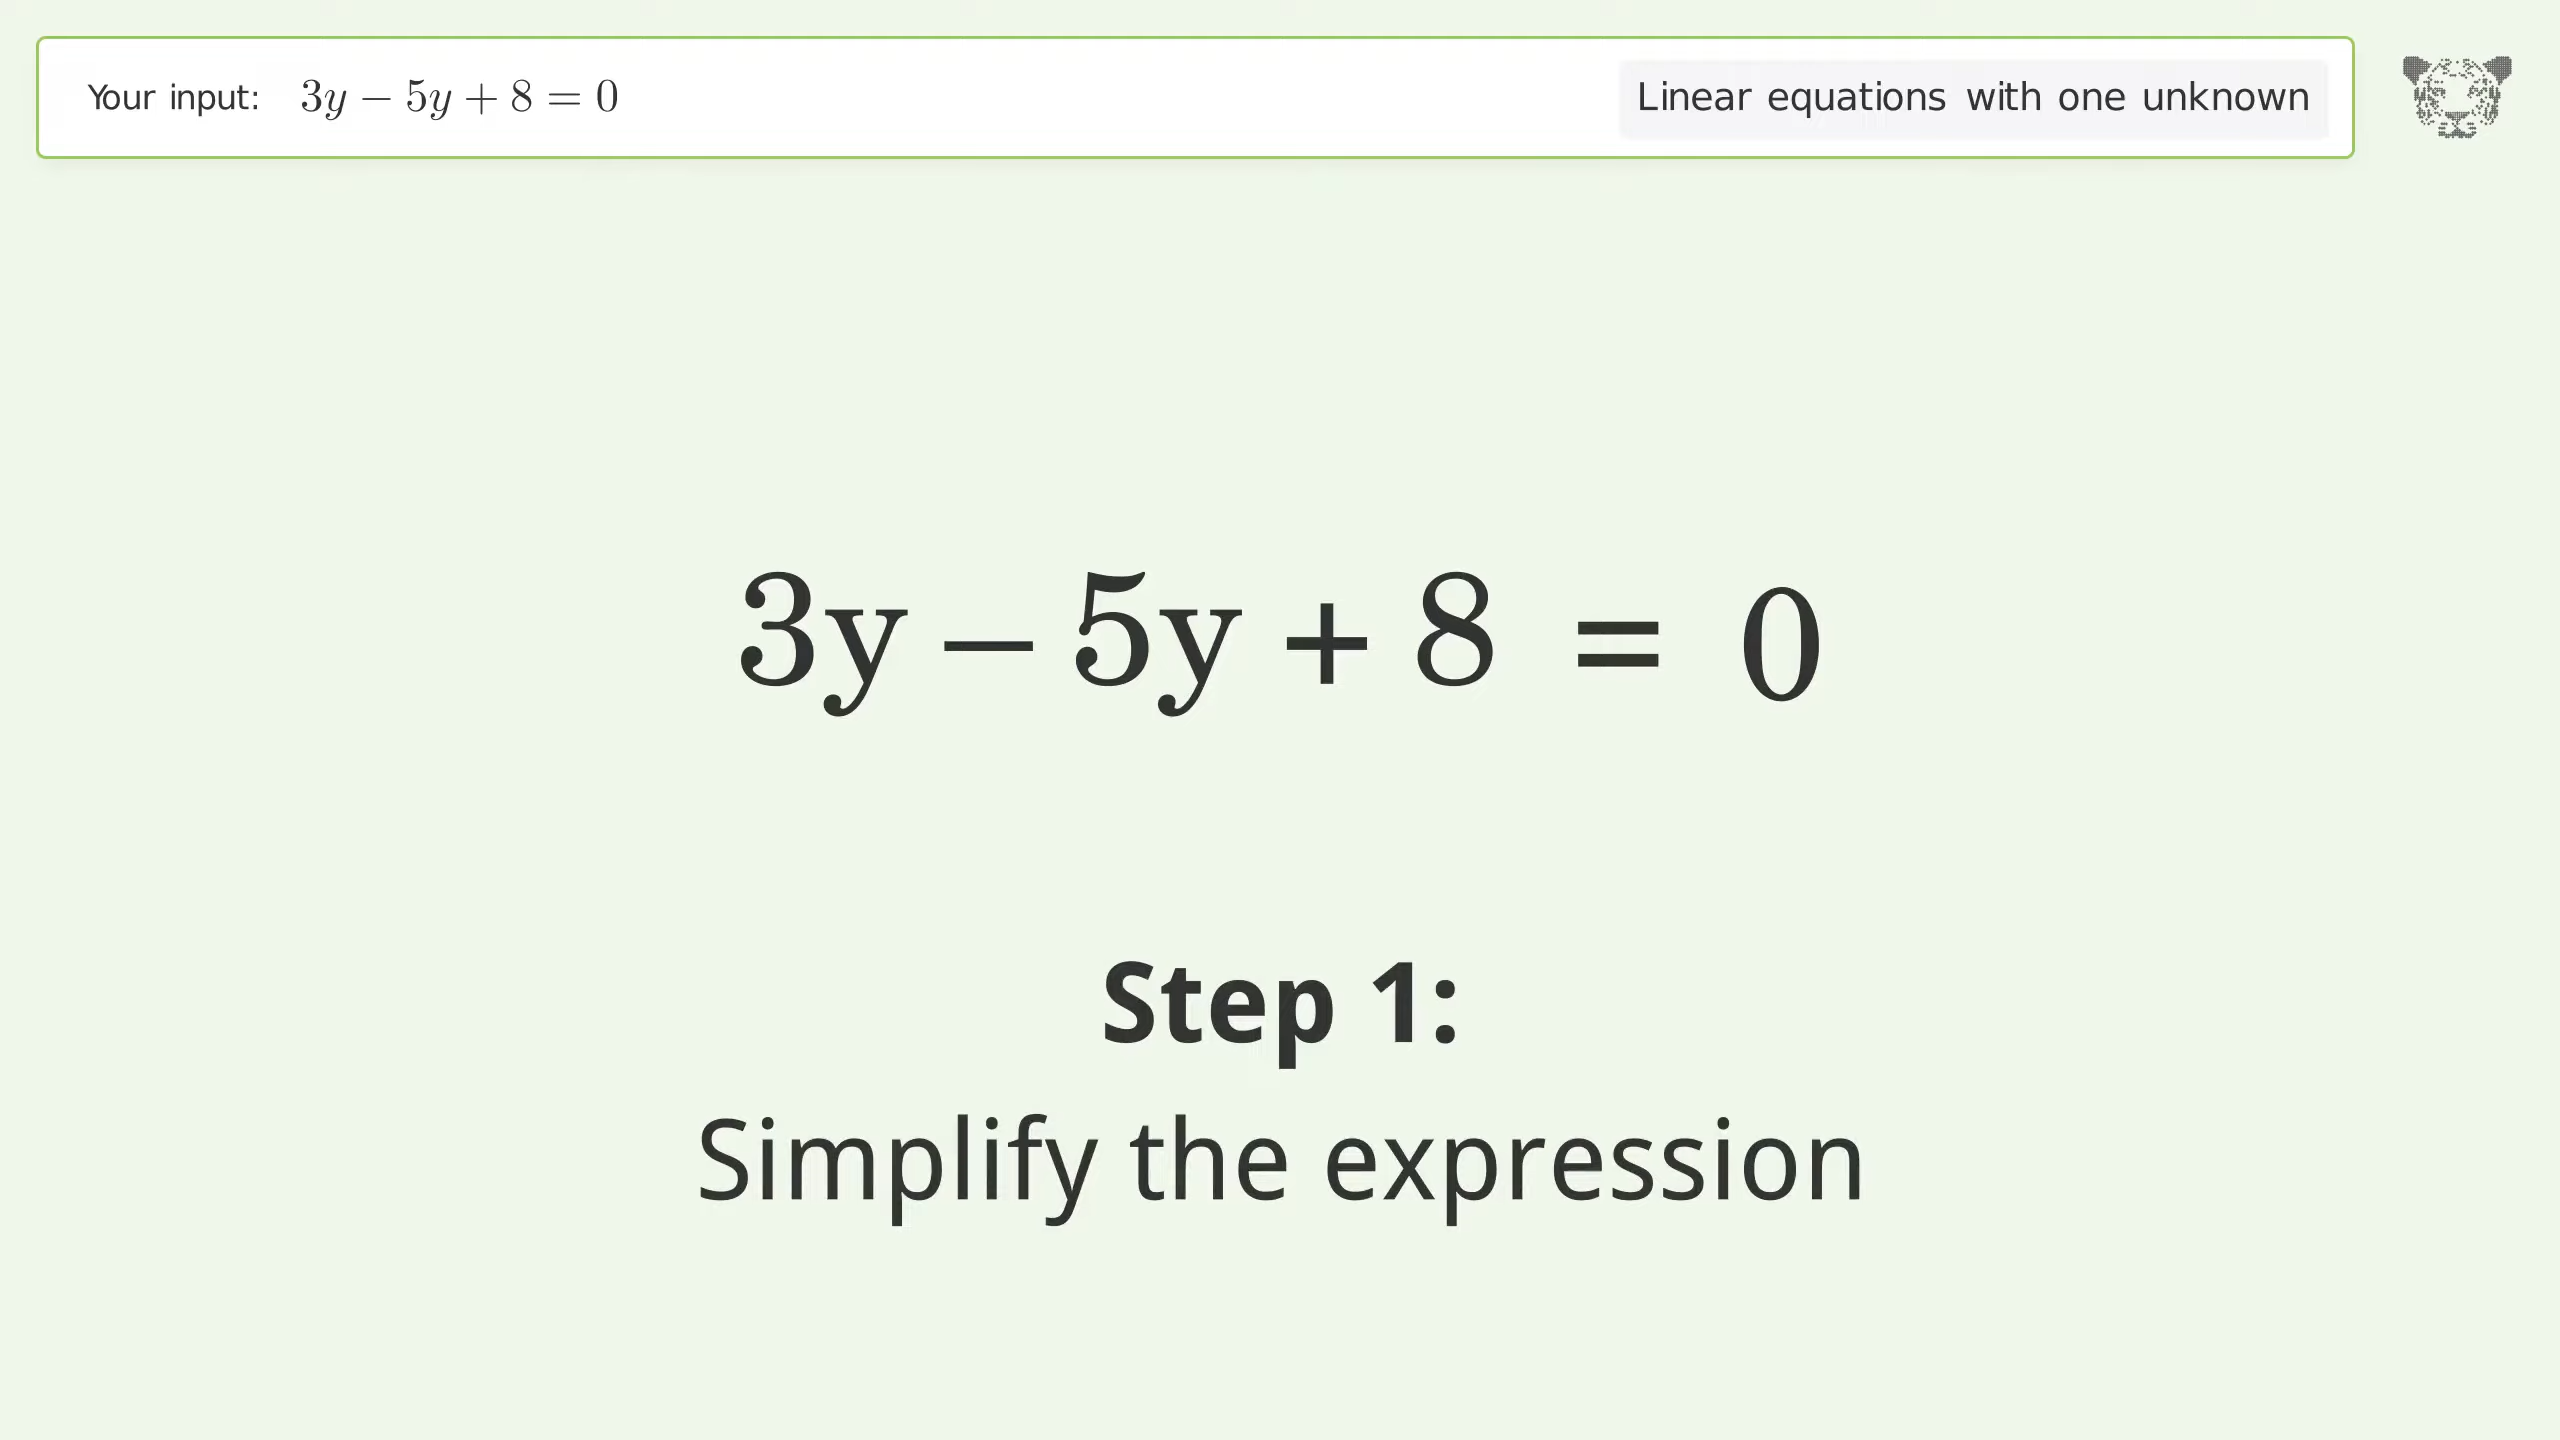 Your input: 3y − 5y + 8 = 0
Linear equations with one unknown
3y – 5y + 8 = 0
Step 1:
Simplify the expression